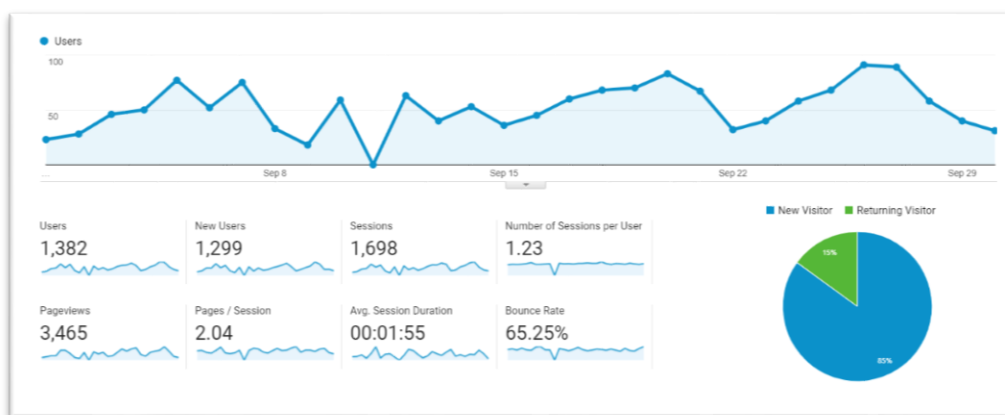 Users
100
50
...
Sep 8
Sep 15
Sep 22
Sep 29
New Visitor
Returning Visitor
Users
New Users
Sessions
Number of Sessions per User
1,382
1,299
1,698
1.23
15%
Pageviews
Pages / Session
Avg. Session Duration
Bounce Rate
3,465
2.04
00:01:55
65.25%
85%